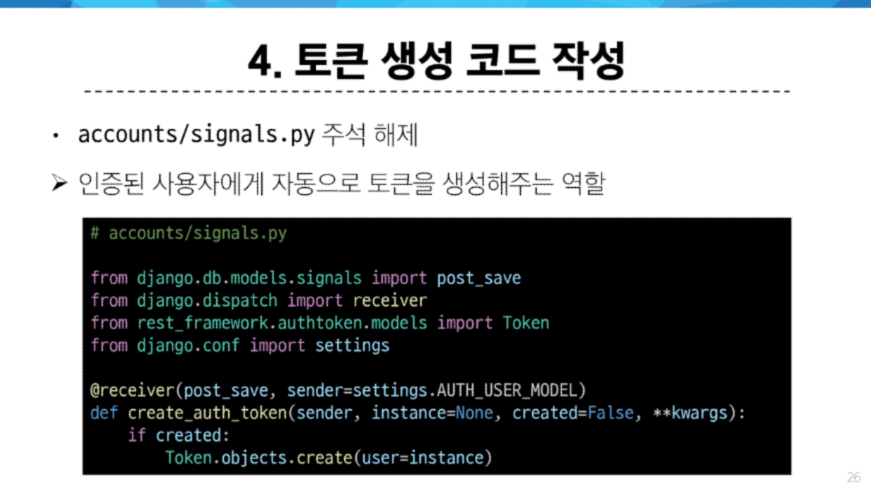 4. 토큰 생성 코드 작성
• accounts/signals.py 주석 해제
➢ 인증된 사용자에게 자동으로 토큰을 생성해주는 역할
# accounts/signals.py
from django.db.models.signals import post_save
from django.dispatch import receiver
from rest_framework.authtoken.models import Token
from django.conf import settings
@receiver(post_save, sender=settings.AUTH_USER_MODEL)
def create_auth_token(sender, instance=None, created=False, **kwargs):
    if created:
        Token.objects.create(user=instance)
26